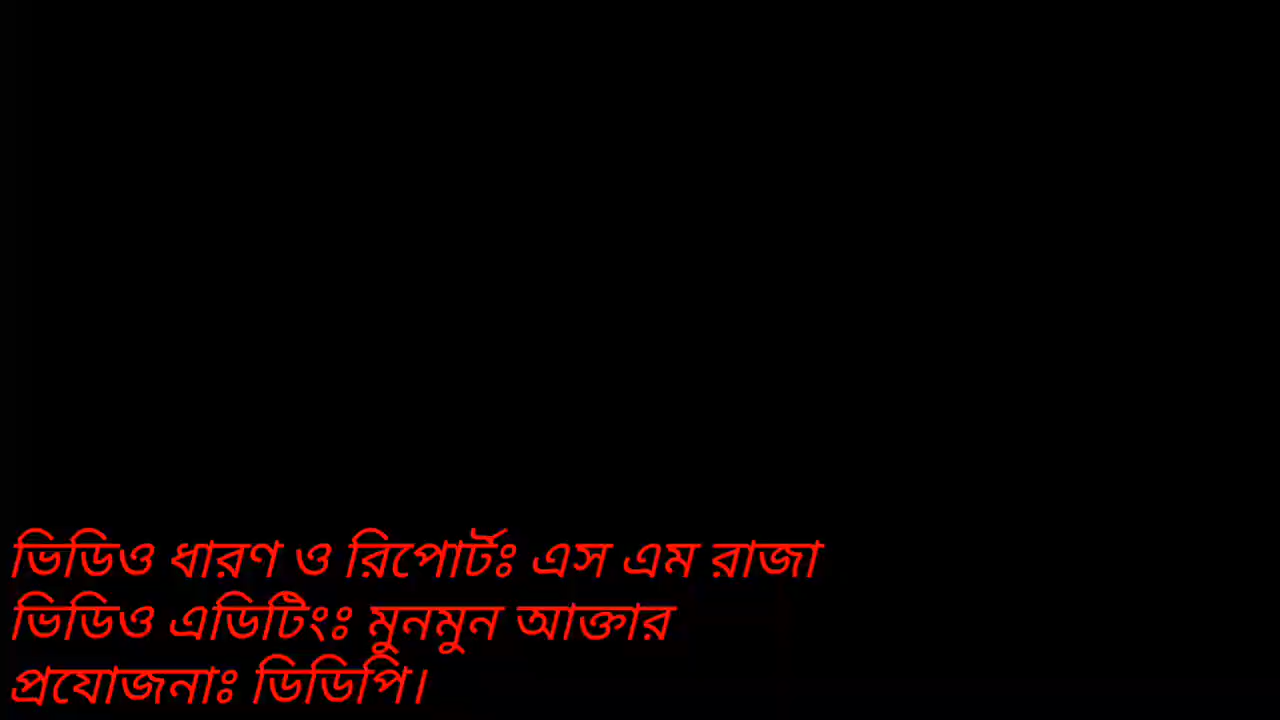 ভিডিও ধারণ ও রিপোর্টঃ এস এম রাজা
ভিডিও এডিটিংঃ মুনমুন আক্তার
প্রযোজনাঃ ডিডিপি।